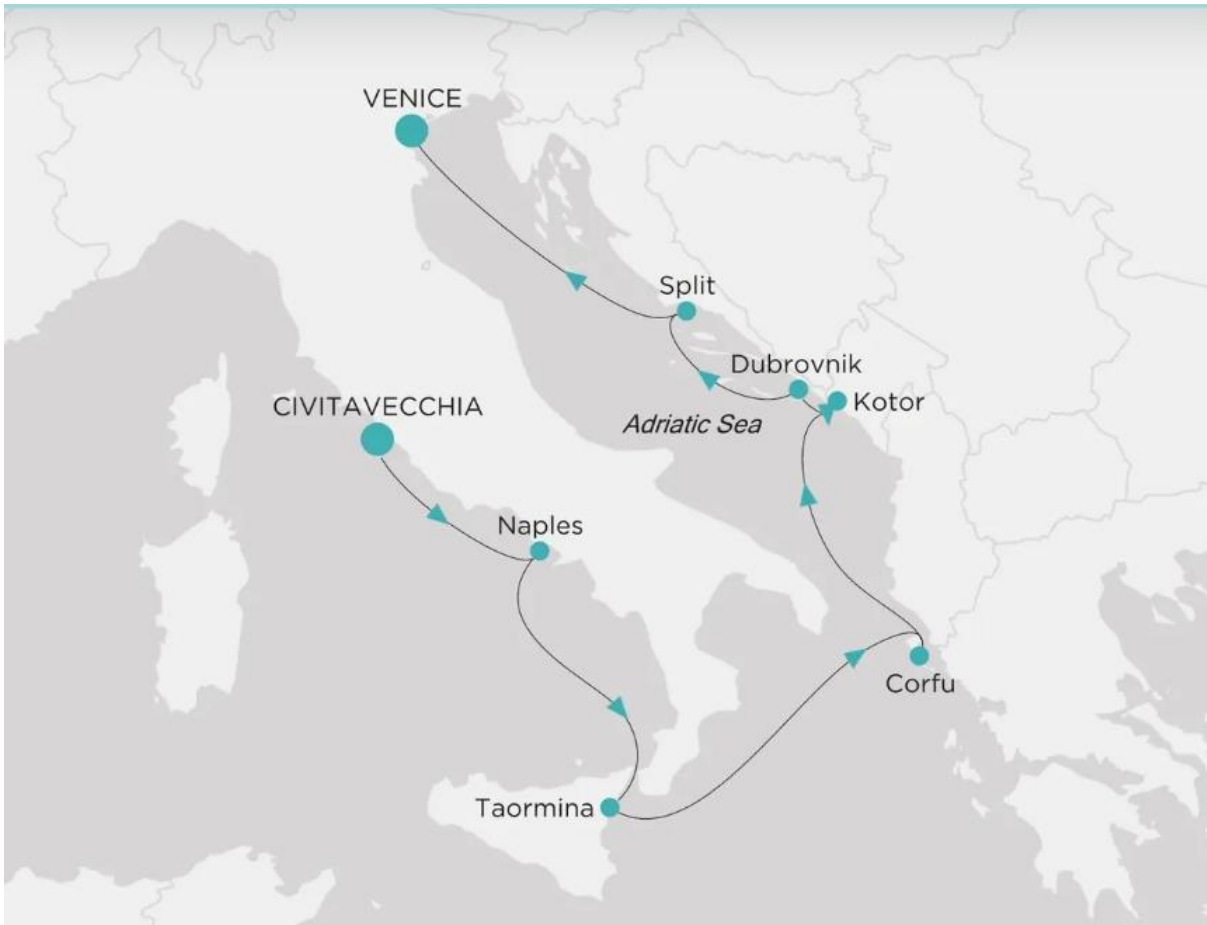 VENICE
Split
Dubrovnik
Kotor
CIVITAVECCHIA
Adriatic Sea
Naples
Corfu
Taormina